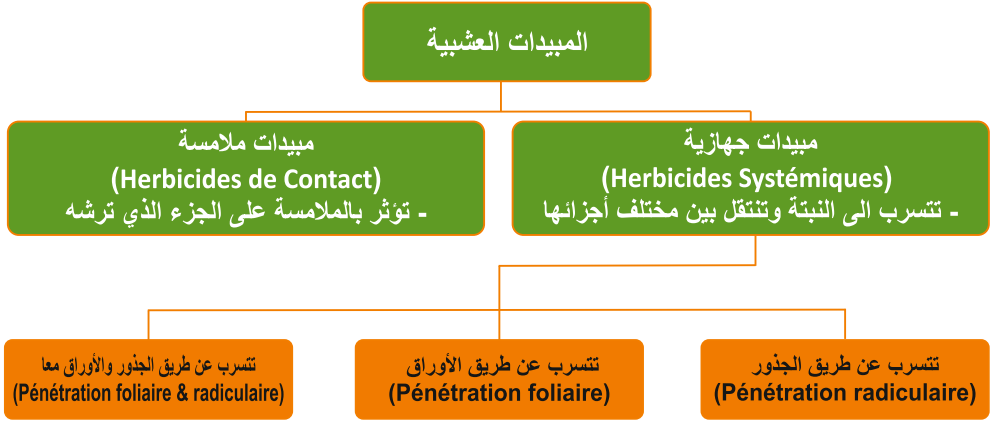 المبيدات العشبية
مبيدات جهازية
(Herbicides Systémiques)
- تتسرب الى النبتة وتنتقل بين مختلف أجزائها
مبيدات ملامسة
(Herbicides de Contact)
- تؤثر بالملامسة على الجزء الذي ترشه
تتسرب عن طريق الجذور
(Pénétration radiculaire)
تتسرب عن طريق الأوراق
(Pénétration foliaire)
تتسرب عن طريق الجذور والأوراق معا
(Pénétration foliaire & radiculaire)